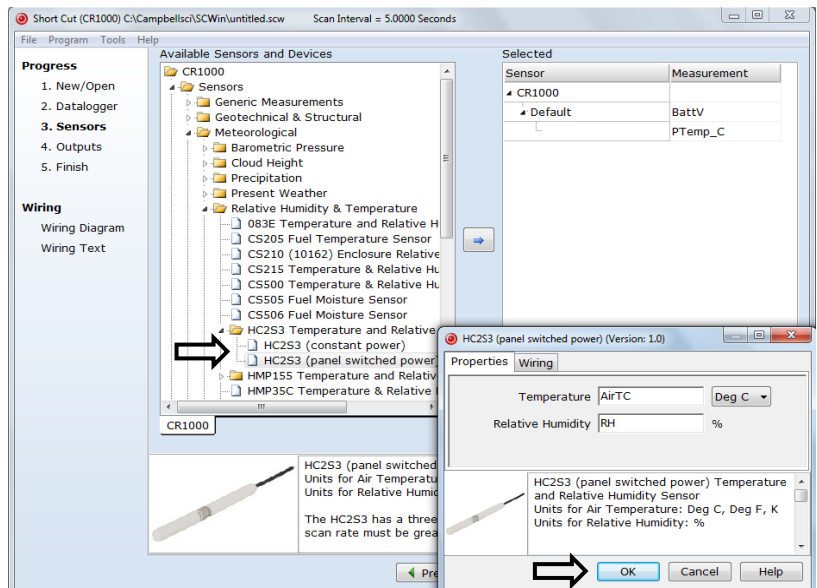 Short Cut (CR1000) C:\Campbellsci\SCWin\untitled.scw Scan Interval = 5.0000 Seconds
File Program Tools Help
Progress
1. New/Open
2. Datalogger
3. Sensors
4. Outputs
5. Finish
Wiring
Wiring Diagram
Wiring Text
Available Sensors and Devices
CR1000
Sensors
Generic Measurements
Geotechnical & Structural
Meteorological
Barometric Pressure
Cloud Height
Precipitation
Present Weather
Relative Humidity & Temperature
083E Temperature and Relative H
CS205 Fuel Temperature Sensor
CS210 (10162) Enclosure Relative
CS215 Temperature & Relative Hu
CS500 Temperature & Relative Hu
CS505 Fuel Moisture Sensor
CS506 Fuel Moisture Sensor
HC2S3 Temperature and Relative
HC2S3 (constant power)
HC2S3 (panel switched power)
HMP155 Temperature and Relativ
HMP35C Temperature & Relative
CR1000
Selected
Sensor Measurement
CR1000
Default BattV
PTemp_C
HC2S3 (panel switched
Units for Air Temperatu
Units for Relative Humid
The HC2S3 has a three
scan rate must be grea
Pre
HC2S3 (panel switched power) (Version: 1.0)
Properties Wiring
Temperature AirTC Deg C
Relative Humidity RH %
HC2S3 (panel switched power) Temperature
and Relative Humidity Sensor
Units for Air Temperature: Deg C, Deg F, K
Units for Relative Humidity: %
OK Cancel Help